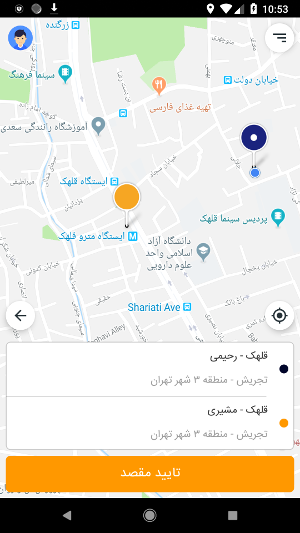 10:53
زرگنده
سینما فرهنگ
خیابان دولت
تهیه غذای فارسی
آموزشگاه رانندگی سعدی
ایستگاه قلهک
پردیس سینما قلهک
ایستگاه مترو قلهک
دانشگاه آزاد
اسلامی واحد
علوم دارویی
Shariati Ave
قلهک - رحیمی
تجریش - منطقه ۳ شهر تهران
قلهک - مشیری
تجریش - منطقه ۳ شهر تهران
تایید مقصد